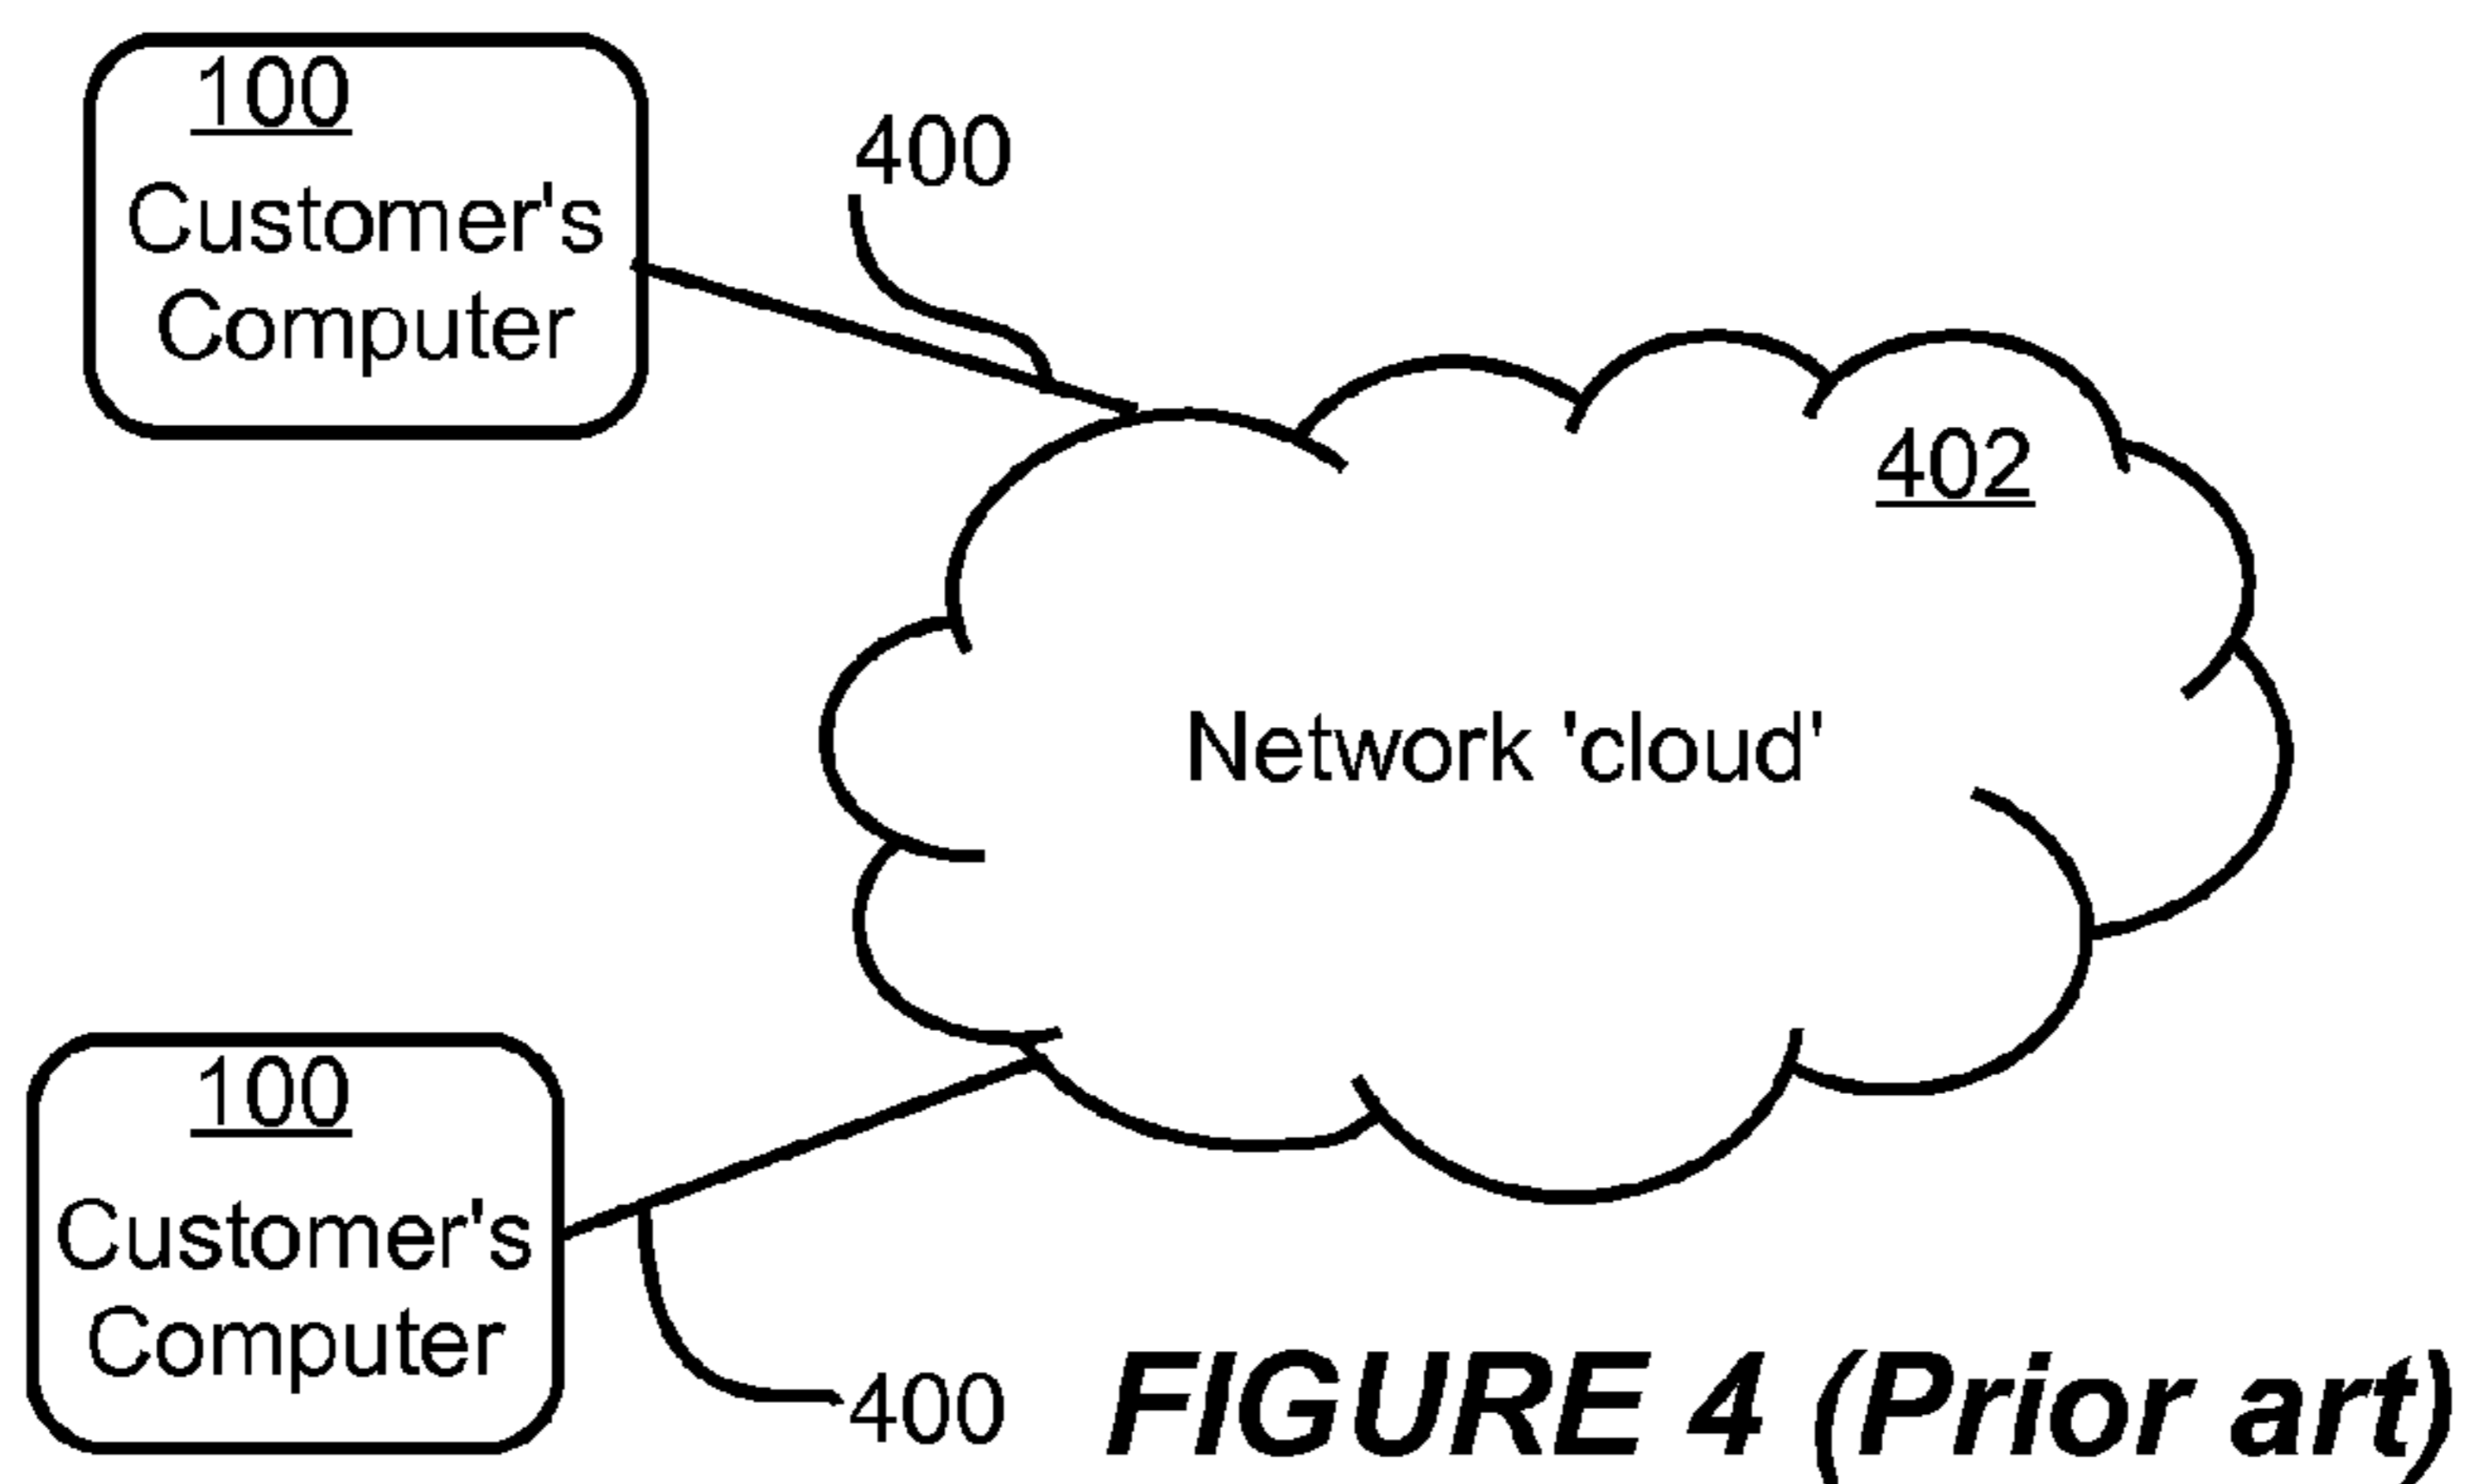 100
Customer's
Computer
400
402
Network 'cloud'
100
Customer's
Computer
400
FIGURE 4 (Prior art)